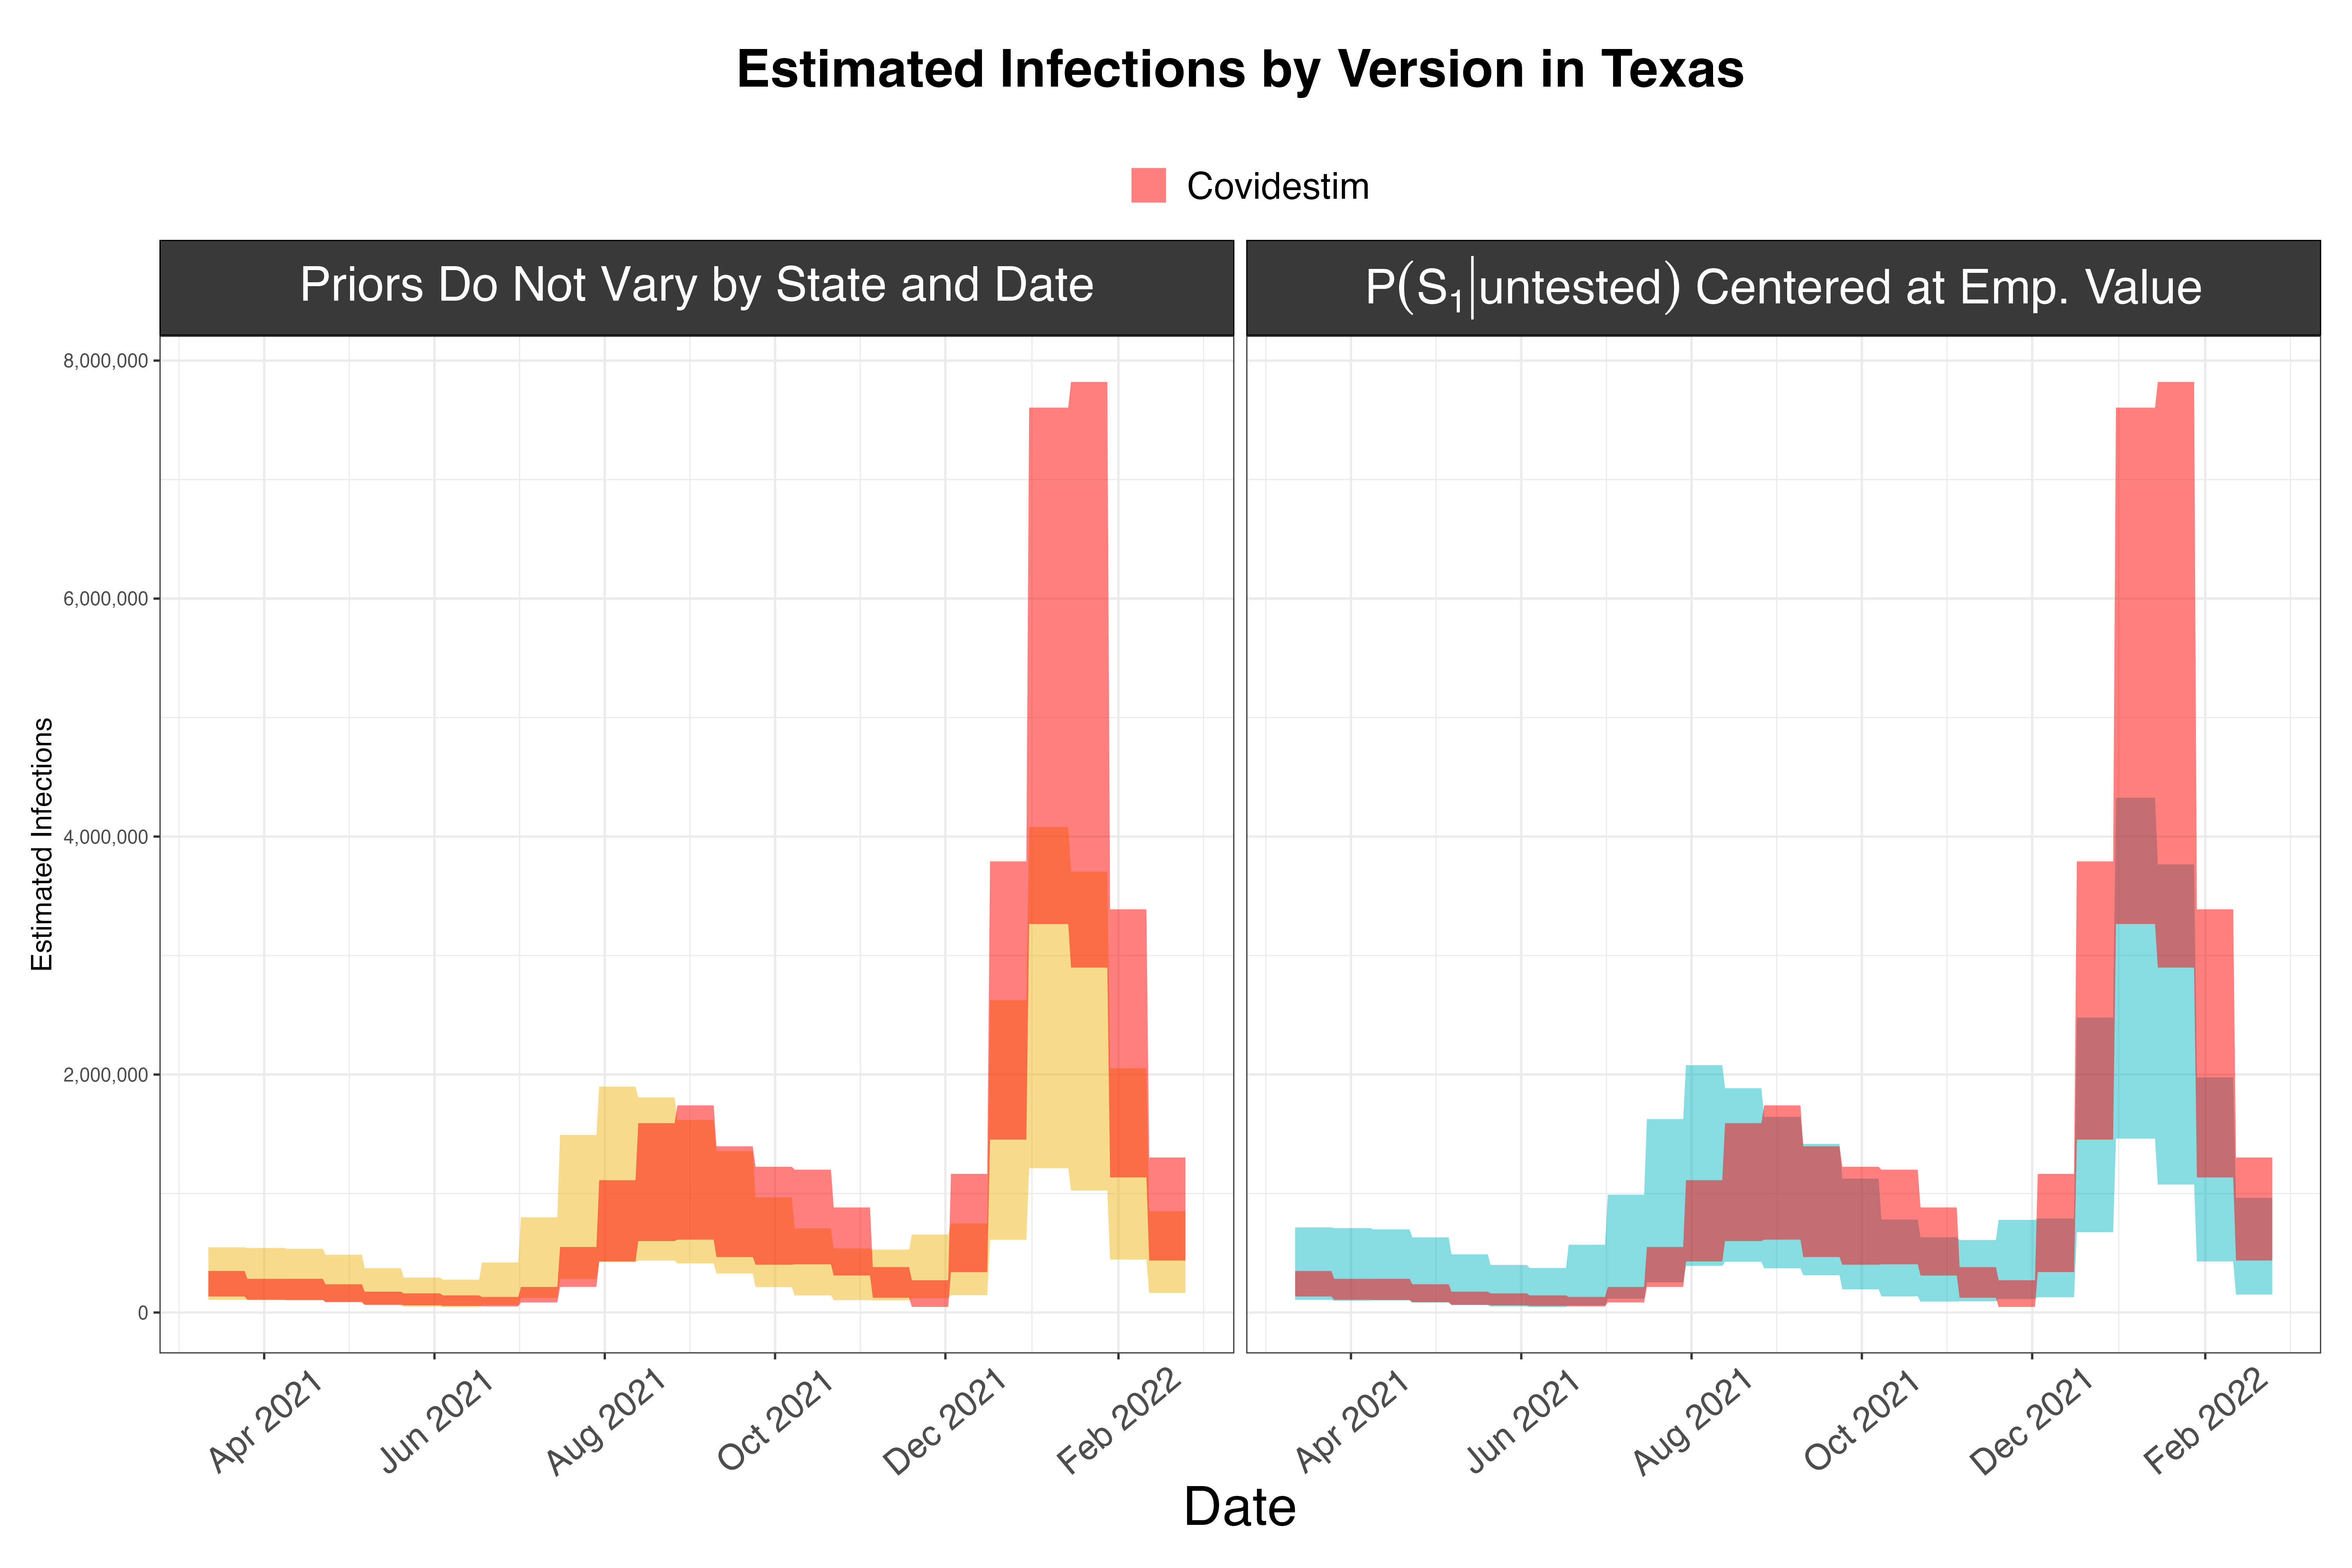 Estimated Infections by Version in Texas
Covidestim
Priors Do Not Vary by State and Date
P(S₁|untested) Centered at Emp. Value
Estimated Infections
8,000,000
6,000,000
4,000,000
2,000,000
0
Apr 2021
Jun 2021
Aug 2021
Oct 2021
Dec 2021
Feb 2022
Apr 2021
Jun 2021
Aug 2021
Oct 2021
Dec 2021
Feb 2022
Date